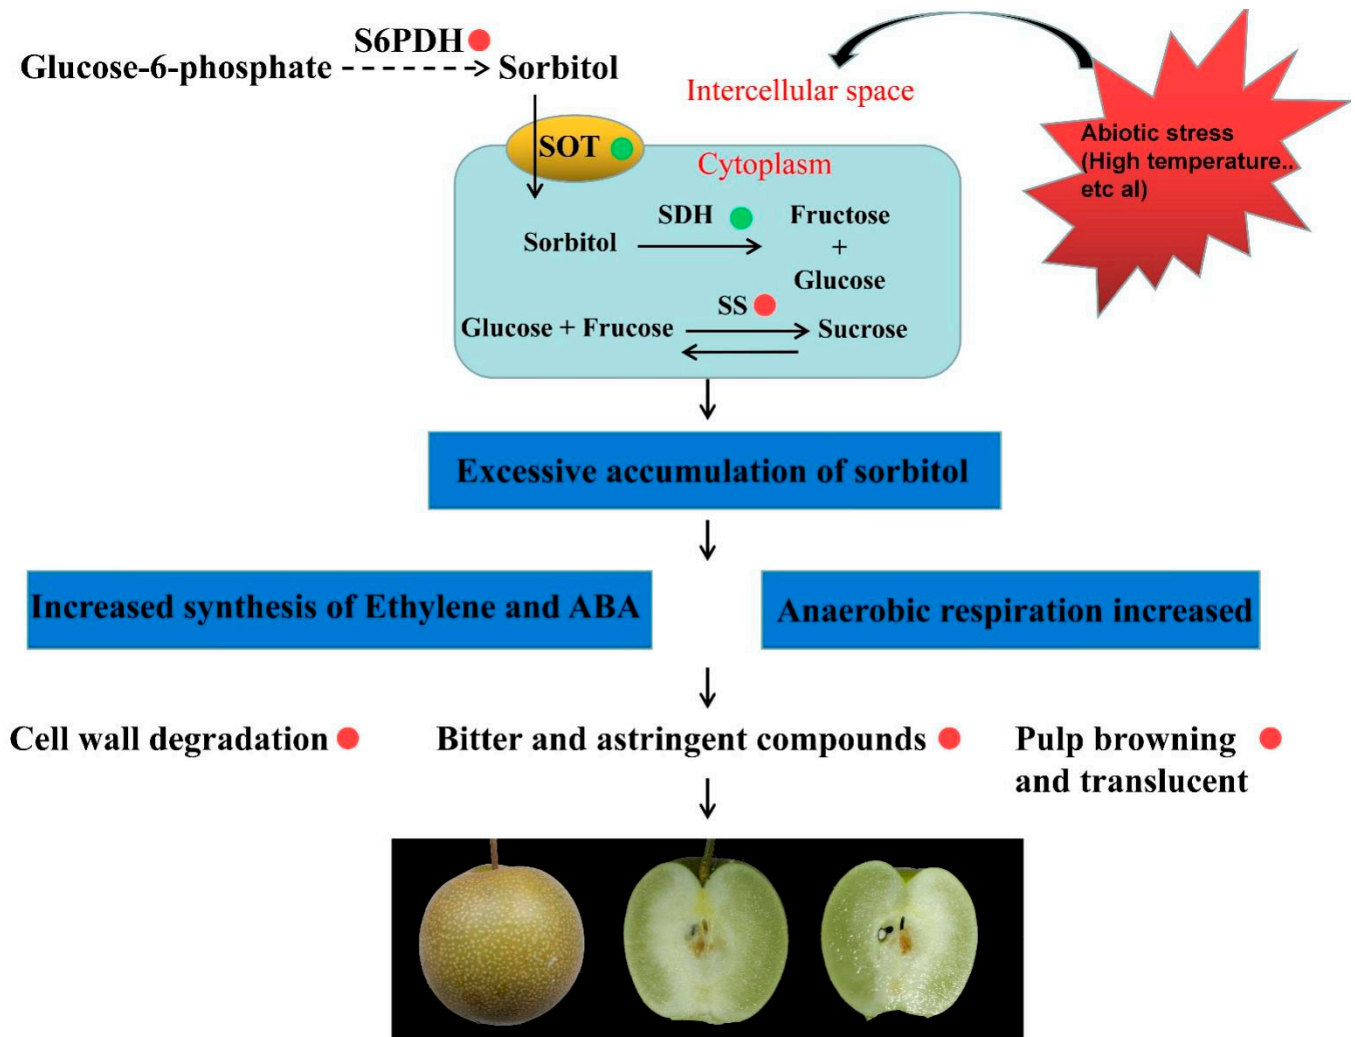 S6PDH
Glucose-6-phosphate
Sorbitol
Intercellular space
Abiotic stress
(High temperature..
etc al)
SOT
Cytoplasm
SDH
Sorbitol
Fructose
+
Glucose
SS
Glucose + Frucose
Sucrose
Excessive accumulation of sorbitol
Increased synthesis of Ethylene and ABA
Anaerobic respiration increased
Cell wall degradation
Bitter and astringent compounds
Pulp browning
and translucent